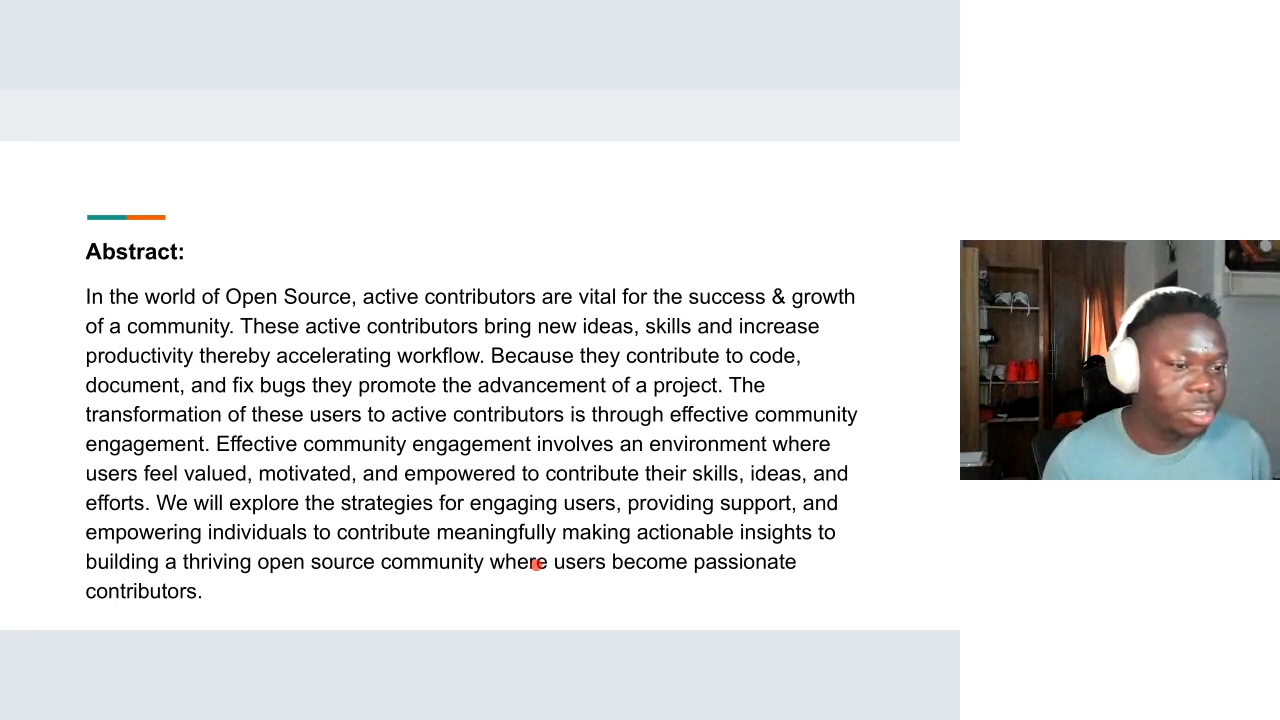 Abstract:
In the world of Open Source, active contributors are vital for the success & growth
of a community. These active contributors bring new ideas, skills and increase
productivity thereby accelerating workflow. Because they contribute to code,
document, and fix bugs they promote the advancement of a project. The
transformation of these users to active contributors is through effective community
engagement. Effective community engagement involves an environment where
users feel valued, motivated, and empowered to contribute their skills, ideas, and
efforts. We will explore the strategies for engaging users, providing support, and
empowering individuals to contribute meaningfully making actionable insights to
building a thriving open source community where users become passionate
contributors.